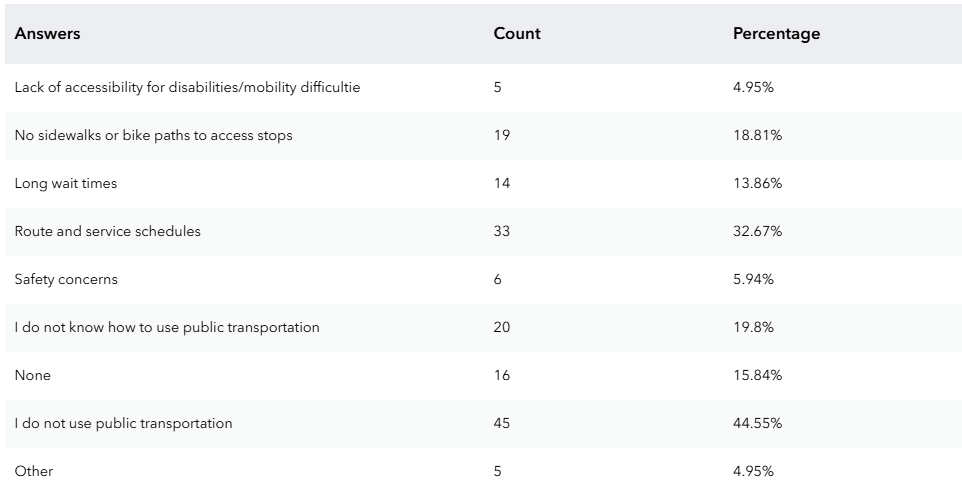 Answers Count Percentage
Lack of accessibility for disabilities/mobility difficultie 5 4.95%
No sidewalks or bike paths to access stops 19 18.81%
Long wait times 14 13.86%
Route and service schedules 33 32.67%
Safety concerns 6 5.94%
I do not know how to use public transportation 20 19.8%
None 16 15.84%
I do not use public transportation 45 44.55%
Other 5 4.95%